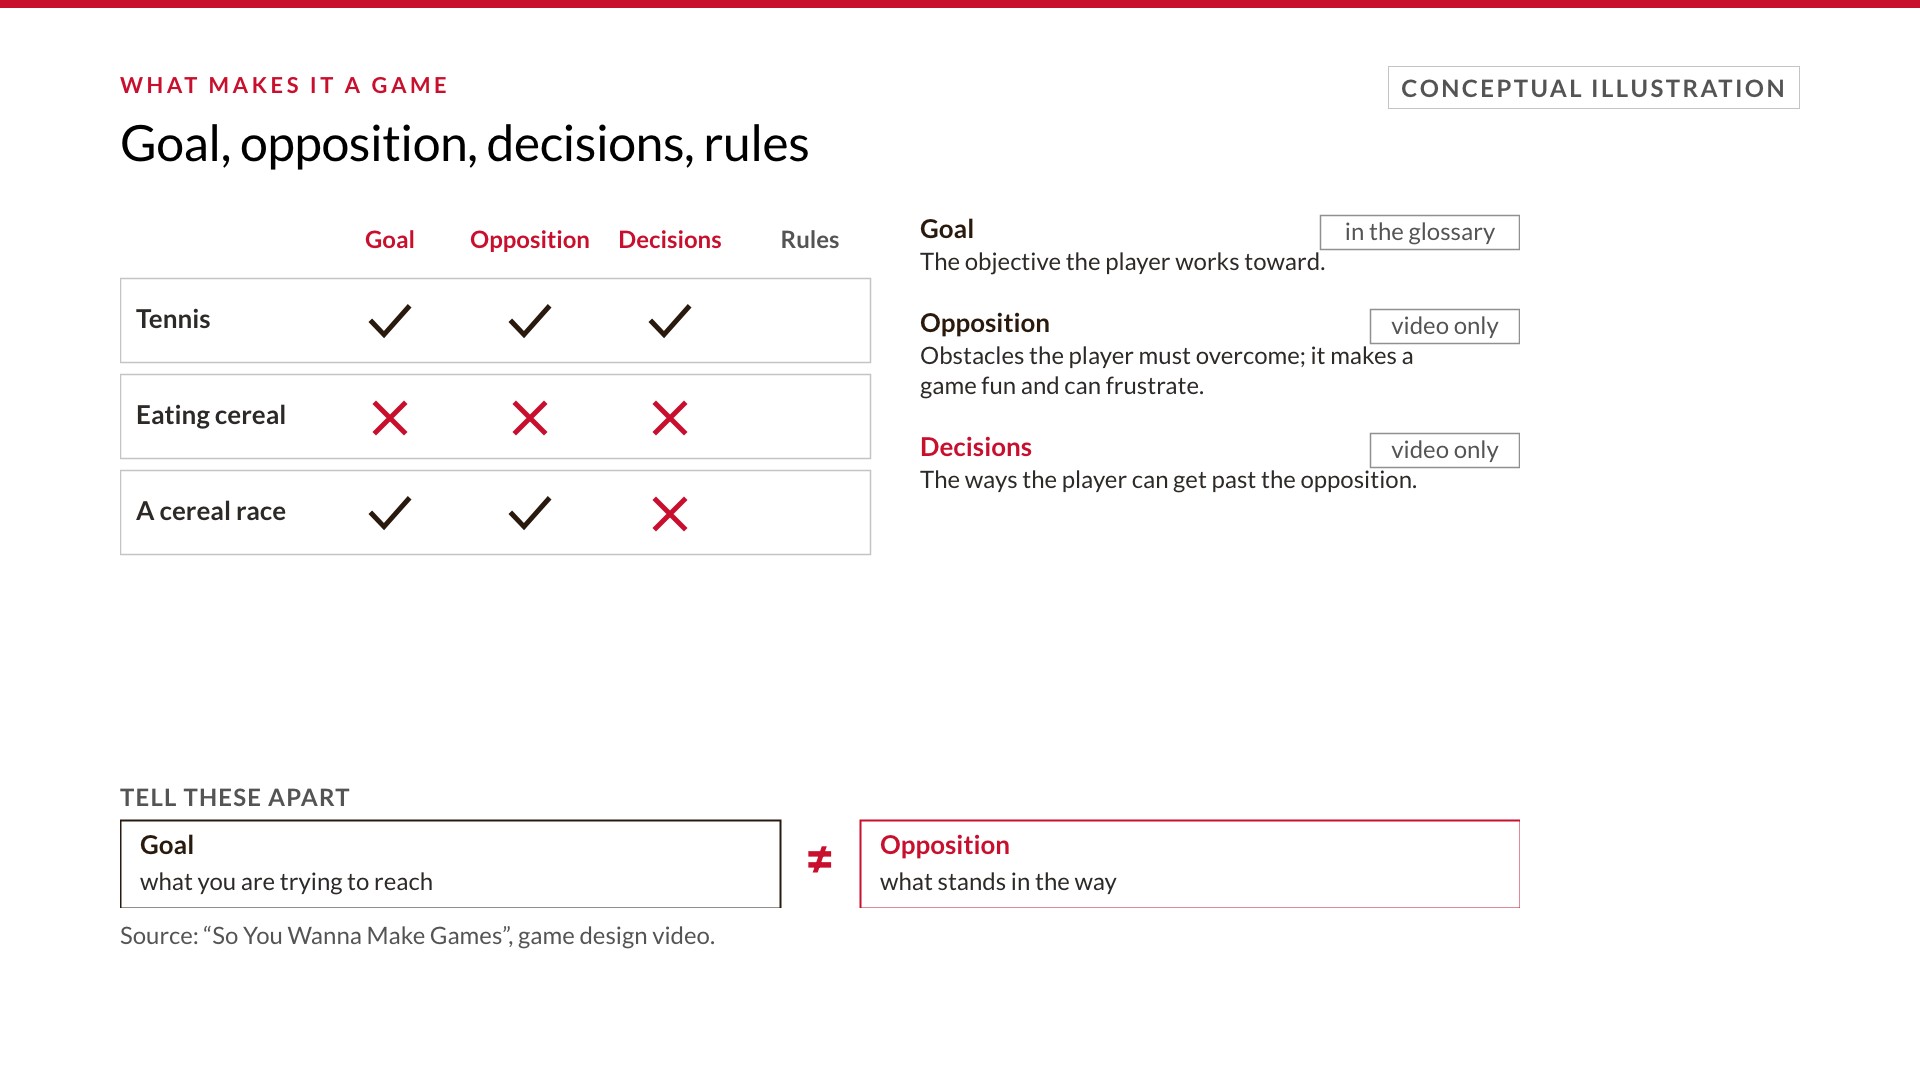 WHAT MAKES IT A GAME
CONCEPTUAL ILLUSTRATION
Goal, opposition, decisions, rules
Goal Opposition Decisions Rules
Tennis
Eating cereal
A cereal race
Goal
in the glossary
The objective the player works toward.
Opposition
video only
Obstacles the player must overcome; it makes a
game fun and can frustrate.
Decisions
video only
The ways the player can get past the opposition.
TELL THESE APART
Goal
what you are trying to reach
≠
Opposition
what stands in the way
Source: “So You Wanna Make Games”, game design video.